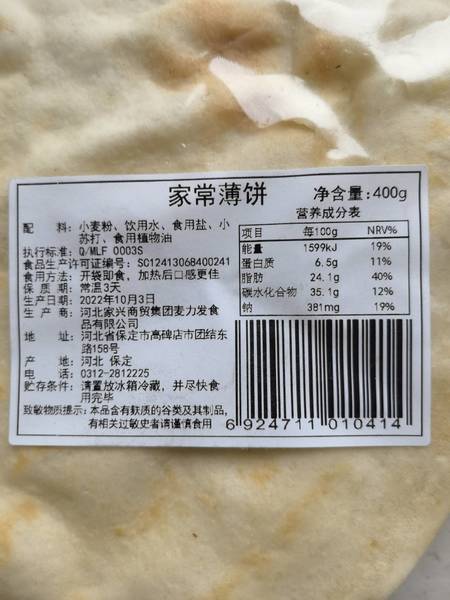 家常薄饼
净含量:400g
配 料: 小麦粉、饮用水、食用盐、小
苏打、食用植物油
执行标准: Q/MLF 0003S
食品生产许可证编号: SC12413068400241
食用方法: 开袋即食，加热后口感更佳
保 质 期: 常温3天
生产日期: 2022年10月3日
生 产 商: 河北家兴商贸集团麦力发食
品有限公司
地 址: 河北省保定市高碑店市团结东
路158号
产 地: 河北 保定
电 话: 0312-2812225
贮存条件: 请置放冰箱冷藏，并尽快食
用完毕
致敏物质提示: 本品含有麸质的谷类及其制品，
有相关过敏史者请谨慎食用
营养成分表
项目 每100g NRV%
能量 1599kJ 19%
蛋白质 6.5g 11%
脂肪 24.1g 40%
碳水化合物 35.1g 12%
钠 381mg 19%
6 924711 010414